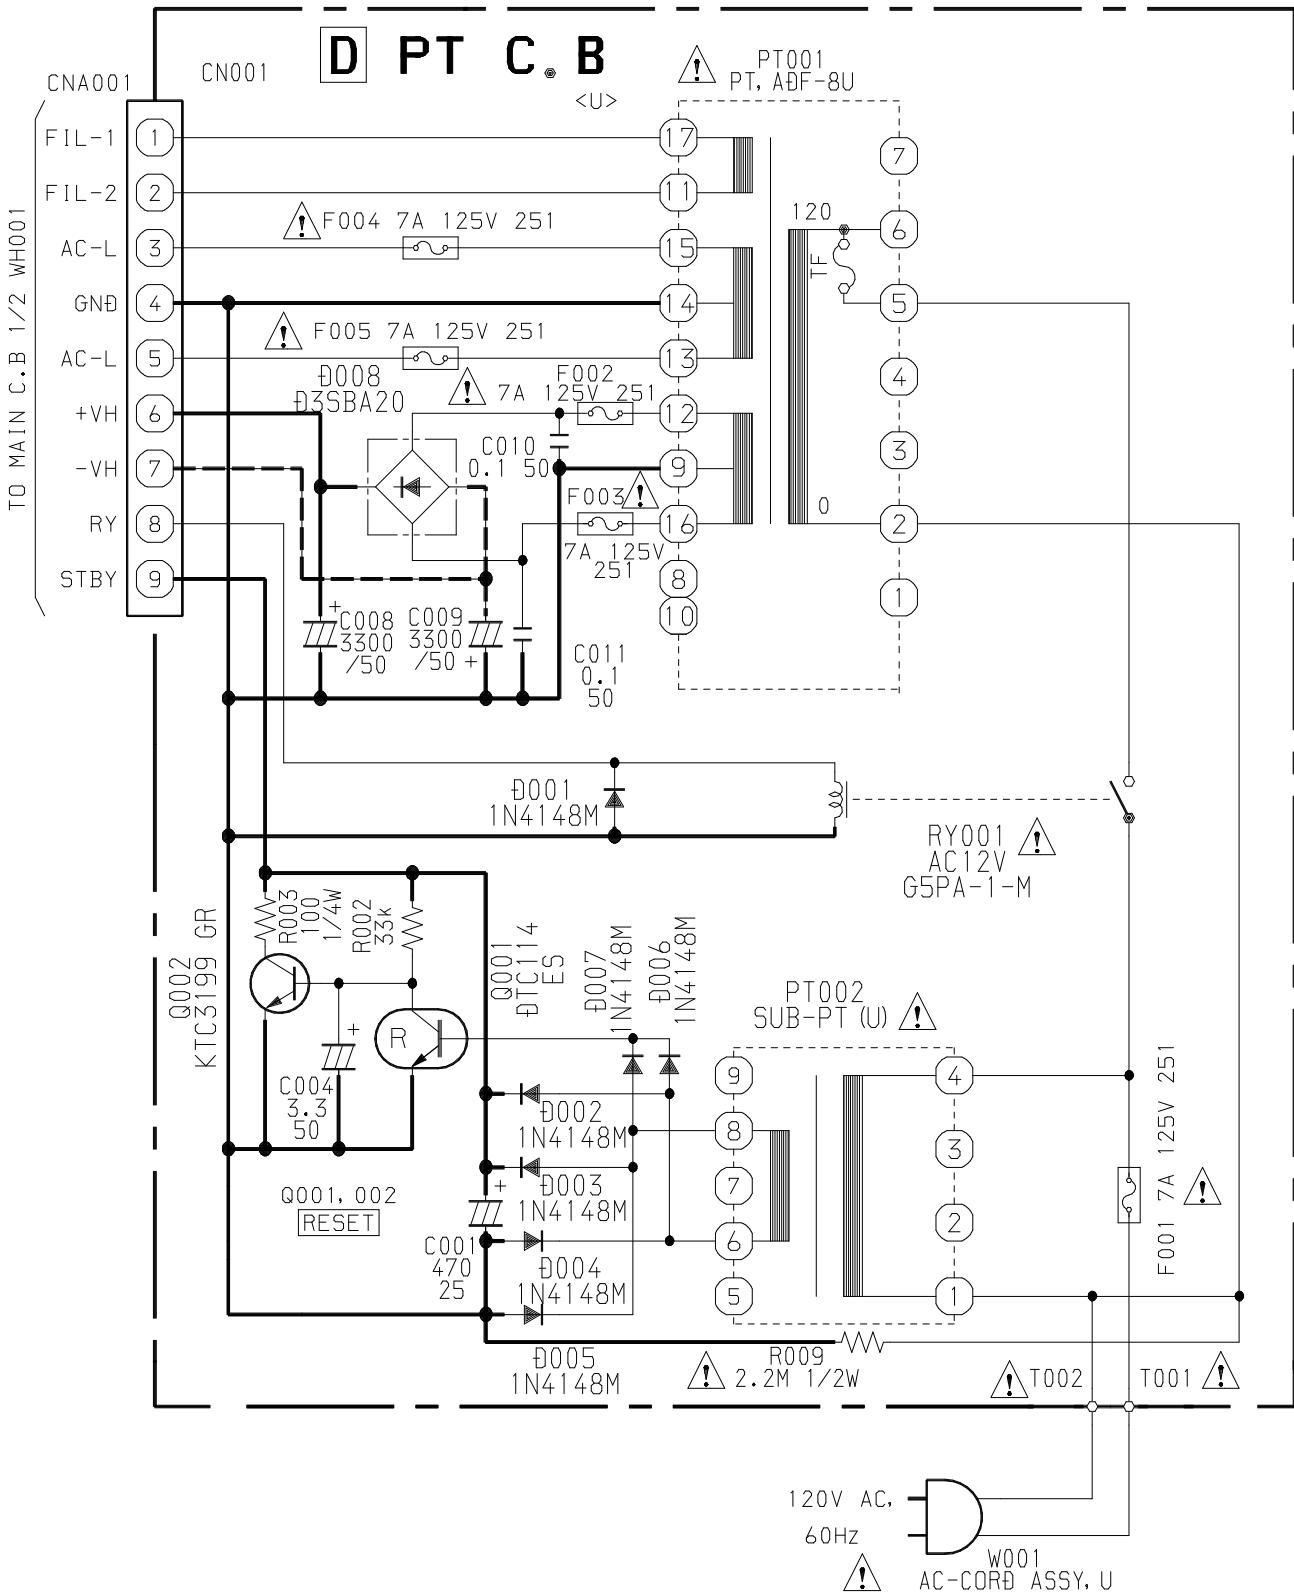 D PT C.B
<U>
CNA001
CN001
PT001
PT, ADF-8U
TO MAIN C.B 1/2 WH001
FIL-1 1
FIL-2 2
AC-L 3
GND 4
AC-L 5
+VH 6
-VH 7
RY 8
STBY 9
17
11
15
14
13
12
9
16
8
10
7
6
5
4
3
2
1
120
TF
0
F004 7A 125V 251
F005 7A 125V 251
D008
D3SBA20
F002
7A 125V 251
C010
0.1 50
F003
7A 125V
251
+
C008
3300
/50
C009
3300
/50 +
C011
0.1
50
D001
1N4148M
RY001
AC12V
G5PA-1-M
Q002
KTC3199 GR
R003
100
1/4W
R002
33k
Q001
DTC114
ES
D007
1N4148M
D006
1N4148M
R
+
C004
3.3
50
Q001,002
RESET
D002
1N4148M
D003
1N4148M
+
C001
470
25
D004
1N4148M
D005
1N4148M
PT002
SUB-PT (U)
9
8
7
6
5
4
3
2
1
F001 7A 125V 251
R009
2.2M 1/2W
T002
T001
120V AC,
60Hz
W001
AC-CORD ASSY, U